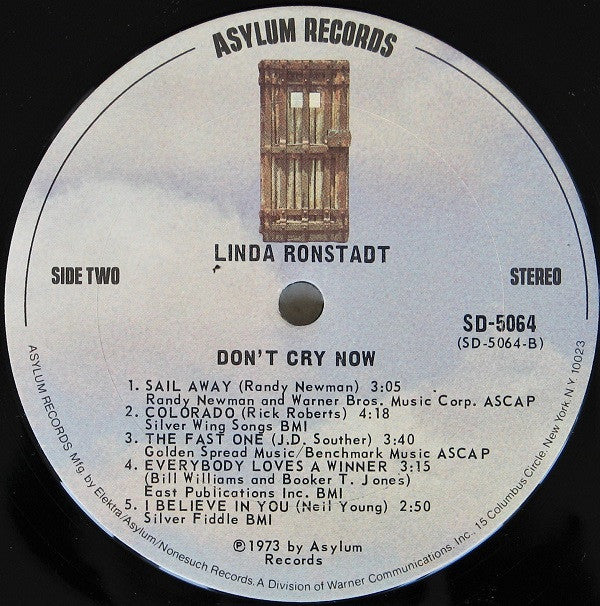 ASYLUM RECORDS
LINDA RONSTADT
SIDE TWO
STEREO
SD-5064
(SD-5064-B)
DON'T CRY NOW
1. SAIL AWAY (Randy Newman) 3:05
Randy Newman and Warner Bros. Music Corp. ASCAP
2. COLORADO (Rick Roberts) 4:18
Silver Wing Songs BMI
3. THE FAST ONE (J.D. Souther) 3:40
Golden Spread Music/Benchmark Music ASCAP
4. EVERYBODY LOVES A WINNER 3:15
(Bill Williams and Booker T. Jones)
East Publications Inc. BMI
5. I BELIEVE IN YOU (Neil Young) 2:50
Silver Fiddle BMI
℗1973 by Asylum
Records
ASYLUM RECORDS, Mfg. by Elektra/Asylum/Nonesuch Records. A Division of Warner Communications. Inc., 15 Columbus Circle, New York, N.Y. 10023